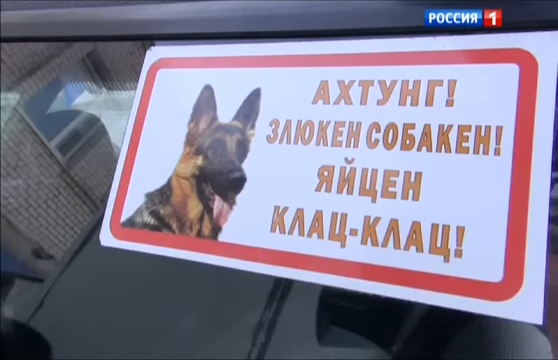 РОССИЯ 1
АХТУНГ!
ЗЛЮКЕН СОБАКЕН!
ЯЙЦЕН
КЛАЦ-КЛАЦ!